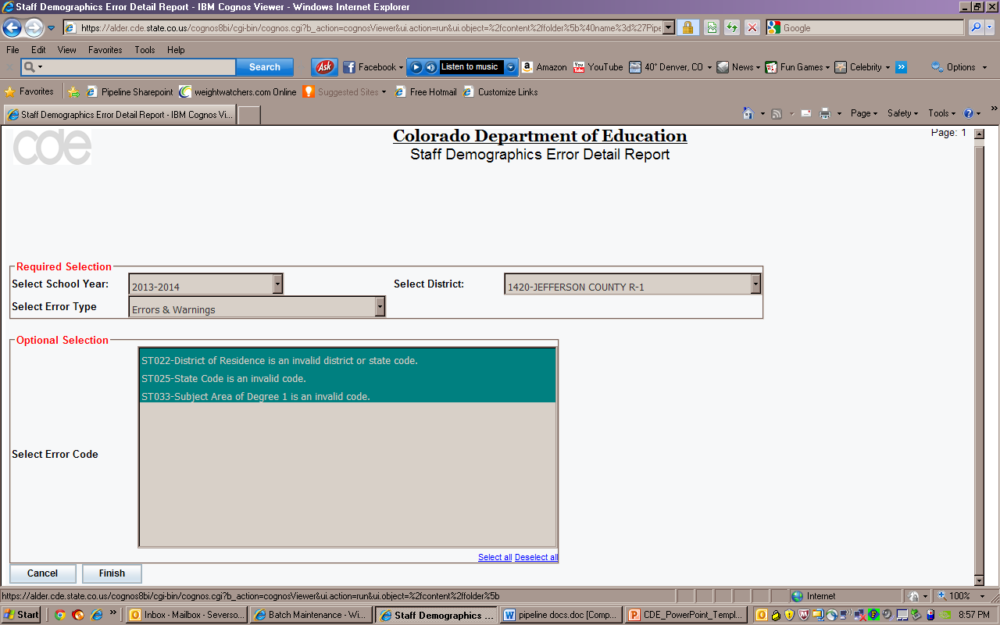 Staff Demographics Error Detail Report - IBM Cognos Viewer - Windows Internet Explorer
https://alder.cde.state.co.us/cognos8bi/cgi-bin/cognos.cgi?b_action=cognosViewer&ui.action=run&ui.object=%2fcontent%2ffolder%5b%40name%3d%27Pipe
Google
File Edit View Favorites Tools Help
Search Ask Facebook Listen to music Amazon YouTube 40° Denver, CO News Fun Games Celebrity Options
Favorites Pipeline Sharepoint weightwatchers.com Online Suggested Sites Free Hotmail Customize Links
Staff Demographics Error Detail Report - IBM Cognos Vi... Page Safety Tools
cde
Colorado Department of Education
Page: 1
Staff Demographics Error Detail Report
Required Selection
Select School Year: 2013-2014 Select District: 1420-JEFFERSON COUNTY R-1
Select Error Type Errors & Warnings
Optional Selection
ST022-District of Residence is an invalid district or state code.
ST025-State Code is an invalid code.
ST033-Subject Area of Degree 1 is an invalid code.
Select Error Code
Select all Deselect all
Cancel Finish
https://alder.cde.state.co.us/cognos8bi/cgi-bin/cognos.cgi?b_action=cognosViewer&ui.action=run&ui.object=%2fcontent%2ffolder%5b Internet 100%
Start Inbox - Mailbox - Severso... Batch Maintenance - Wi... Staff Demographics ... pipeline docs.doc [Comp... CDE_PowerPoint_Templ... 8:57 PM